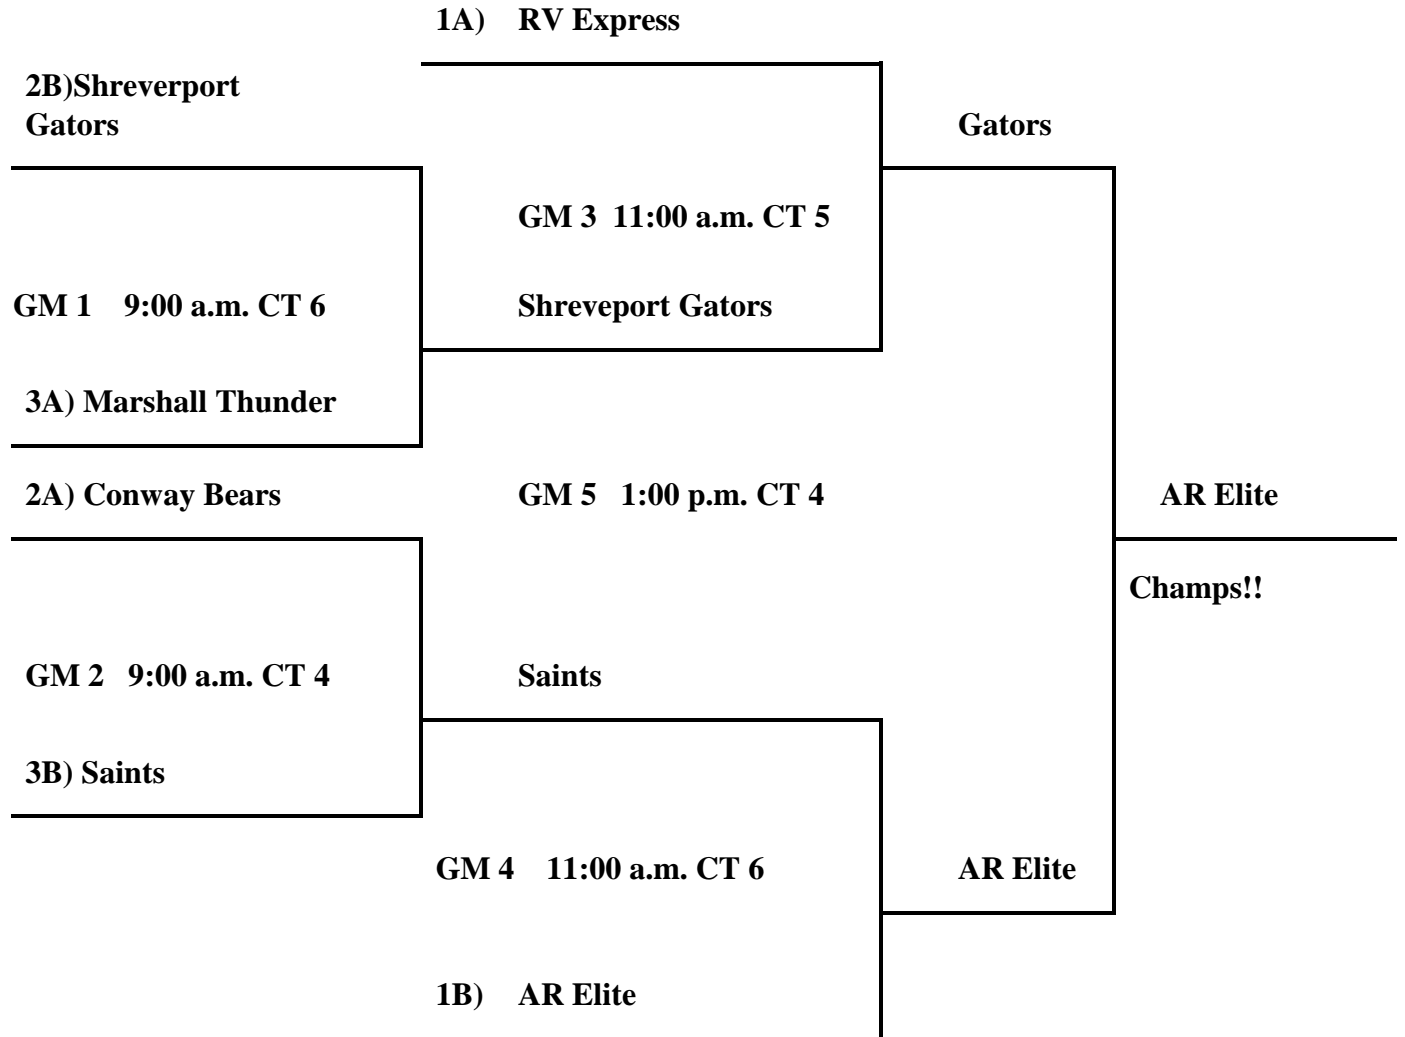 1A) RV Express
2B)Shreverport
Gators
Gators
GM 3 11:00 a.m. CT 5
GM 1 9:00 a.m. CT 6
Shreveport Gators
3A) Marshall Thunder
2A) Conway Bears
GM 5 1:00 p.m. CT 4
AR Elite
Champs!!
GM 2 9:00 a.m. CT 4
Saints
3B) Saints
GM 4 11:00 a.m. CT 6
AR Elite
1B) AR Elite